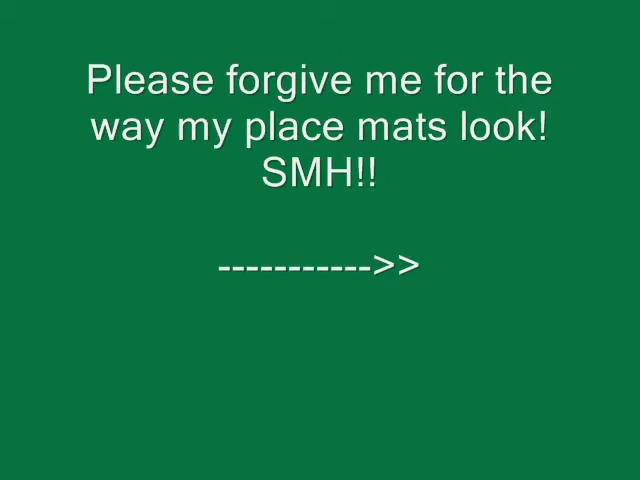 Please forgive me for the
way my place mats look!
SMH!!
----------->>